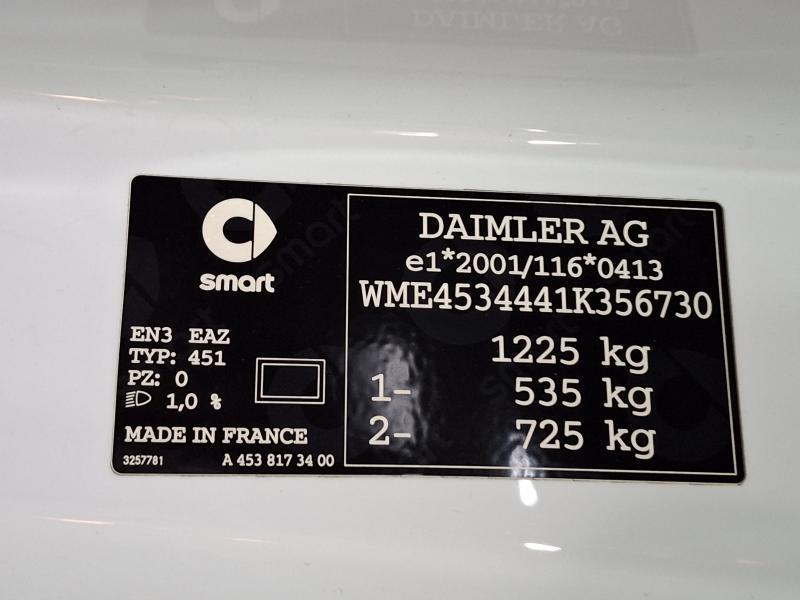 smart
EN3 EAZ
TYP: 451
PZ: 0
1,0 %
MADE IN FRANCE
3257781
A 453 817 34 00
DAIMLER AG
e1*2001/116*0413
WME4534441K356730
1225 kg
1- 535 kg
2- 725 kg